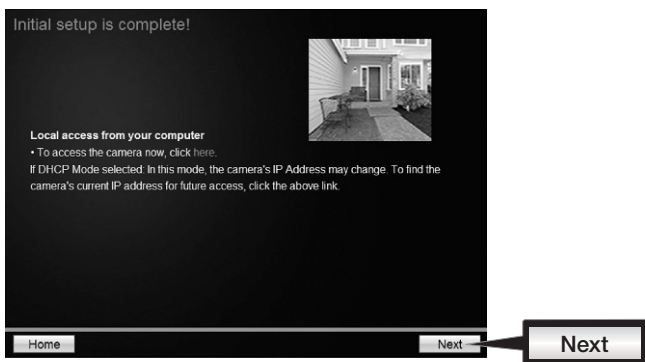 Initial setup is complete!
Local access from your computer
• To access the camera now, click here.
If DHCP Mode selected: In this mode, the camera's IP Address may change. To find the
camera's current IP address for future access, click the above link.
Home
Next
Next